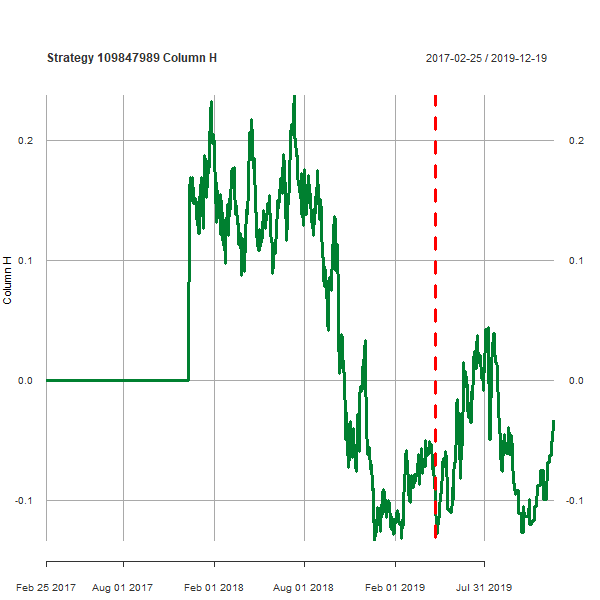 Strategy 109847989 Column H
2017-02-25 / 2019-12-19
Column H
0.2
0.1
0.0
-0.1
0.2
0.1
0.0
-0.1
Feb 25 2017
Aug 01 2017
Feb 01 2018
Aug 01 2018
Feb 01 2019
Jul 31 2019